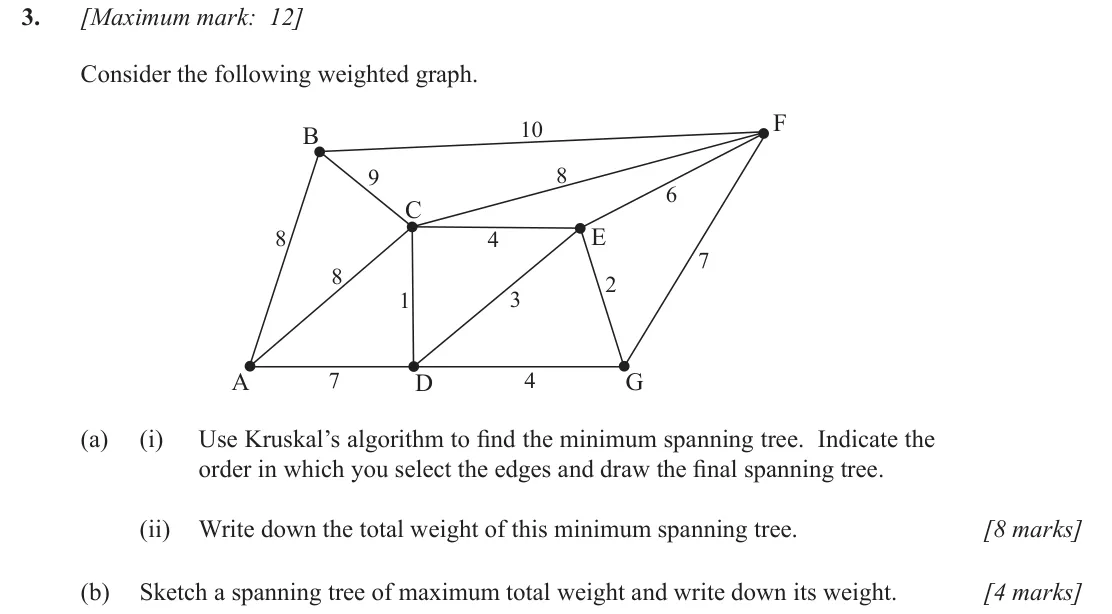 3. [Maximum mark: 12]
Consider the following weighted graph.
F
B
10
9
8
6
C
8
4
E
7
8
2
1
3
A
7
D
4
G
(a) (i) Use Kruskal’s algorithm to find the minimum spanning tree. Indicate the
order in which you select the edges and draw the final spanning tree.
(ii) Write down the total weight of this minimum spanning tree. [8 marks]
(b) Sketch a spanning tree of maximum total weight and write down its weight. [4 marks]